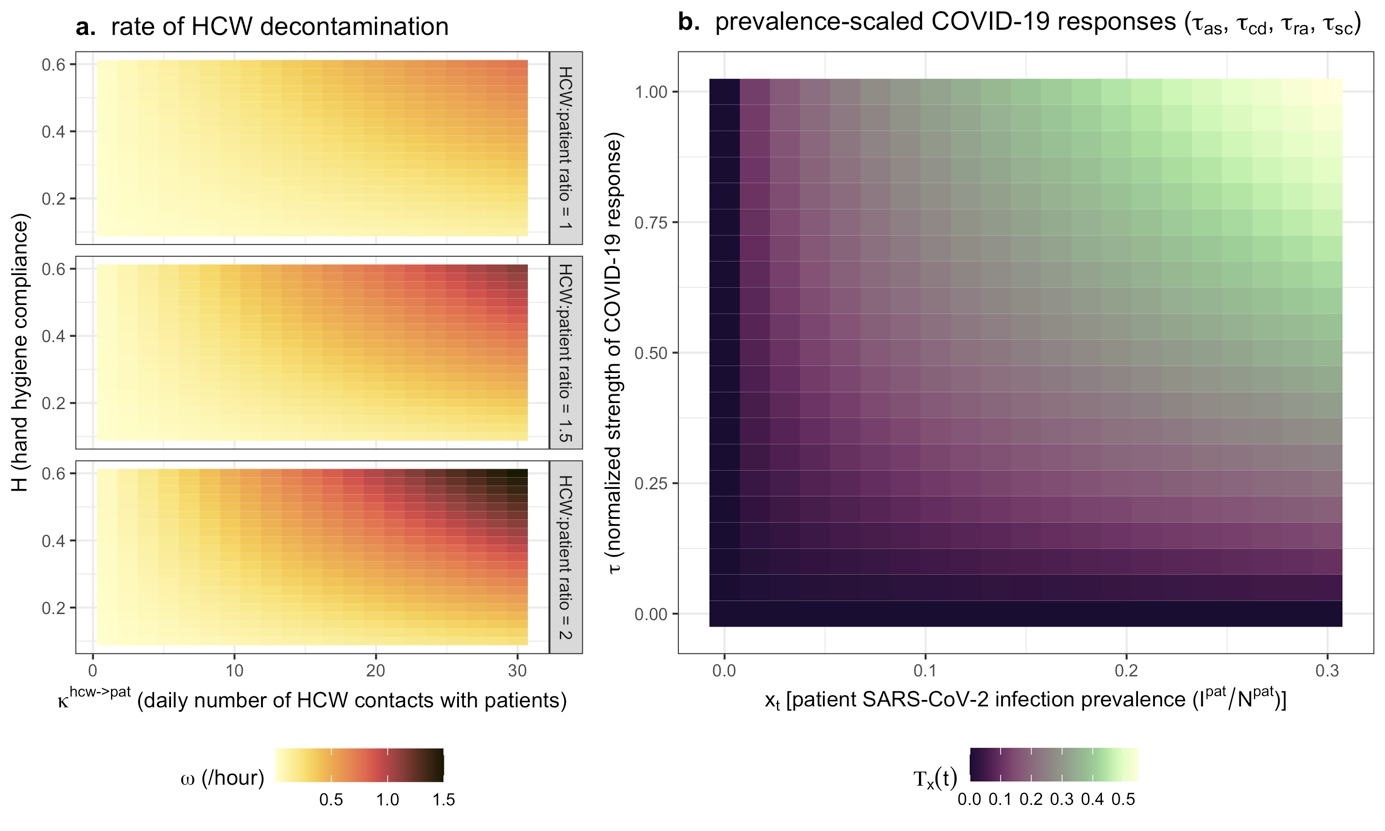 a. rate of HCW decontamination
H (hand hygiene compliance)
0.6
0.4
0.2
HCW:patient ratio = 1
0.6
0.4
0.2
HCW:patient ratio = 1.5
0.6
0.4
0.2
HCW:patient ratio = 2
0 10 20 30
κhcw->pat (daily number of HCW contacts with patients)
ω (/hour)
0.5 1.0 1.5
b. prevalence-scaled COVID-19 responses (τas, τcd, τra, τsc)
τ (normalized strength of COVID-19 response)
1.00
0.75
0.50
0.25
0.00
0.0 0.1 0.2 0.3
xt [patient SARS-CoV-2 infection prevalence (Ipat/Npat)]
Tx(t)
0.0 0.1 0.2 0.3 0.4 0.5